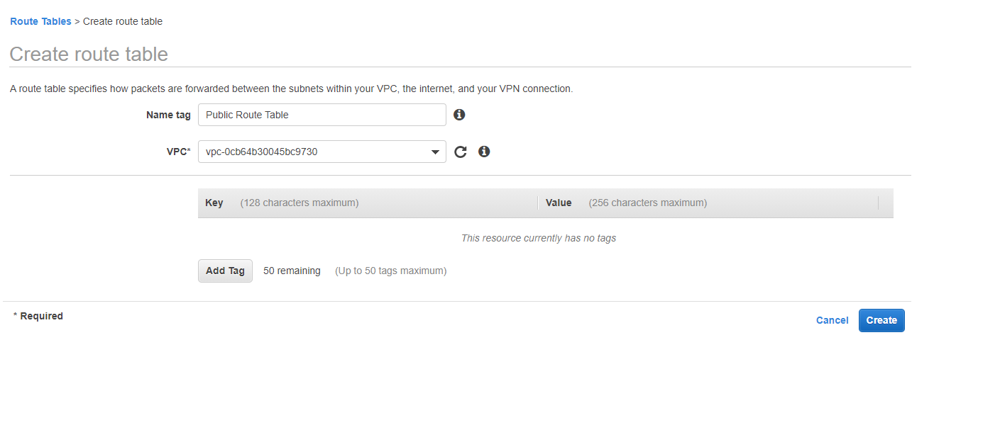 Route Tables > Create route table
Create route table
A route table specifies how packets are forwarded between the subnets within your VPC, the internet, and your VPN connection.
Name tag Public Route Table
VPC* vpc-0cb64b30045bc9730
Key (128 characters maximum) Value (256 characters maximum)
This resource currently has no tags
Add Tag 50 remaining (Up to 50 tags maximum)
* Required Cancel Create